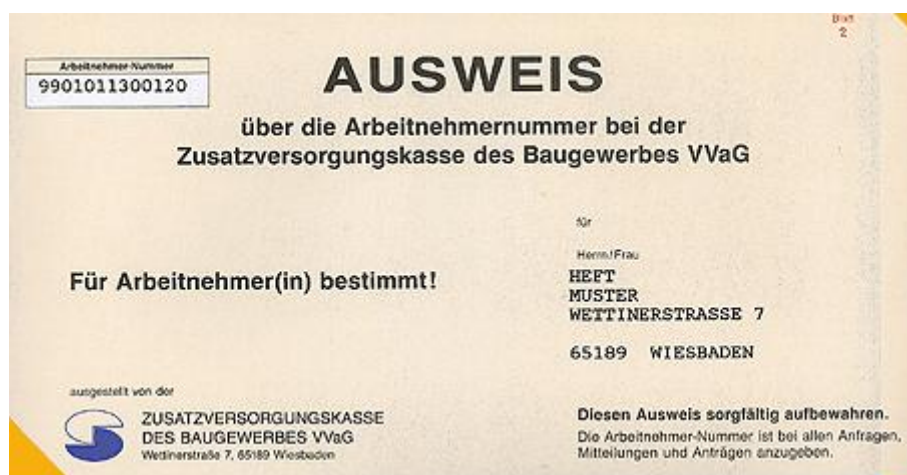 Blatt
2
Arbeitnehmer-Nummer
9901011300120
AUSWEIS
über die Arbeitnehmernummer bei der
Zusatzversorgungskasse des Baugewerbes VVaG
für
Herrn/Frau
Für Arbeitnehmer(in) bestimmt!
HEFT
MUSTER
WETTINERSTRASSE 7
65189 WIESBADEN
ausgestellt von der
ZUSATZVERSORGUNGSKASSE
DES BAUGEWERBES VVaG
Wettinerstraße 7, 65189 Wiesbaden
Diesen Ausweis sorgfältig aufbewahren.
Die Arbeitnehmer-Nummer ist bei allen Anfragen,
Mitteilungen und Anträgen anzugeben.